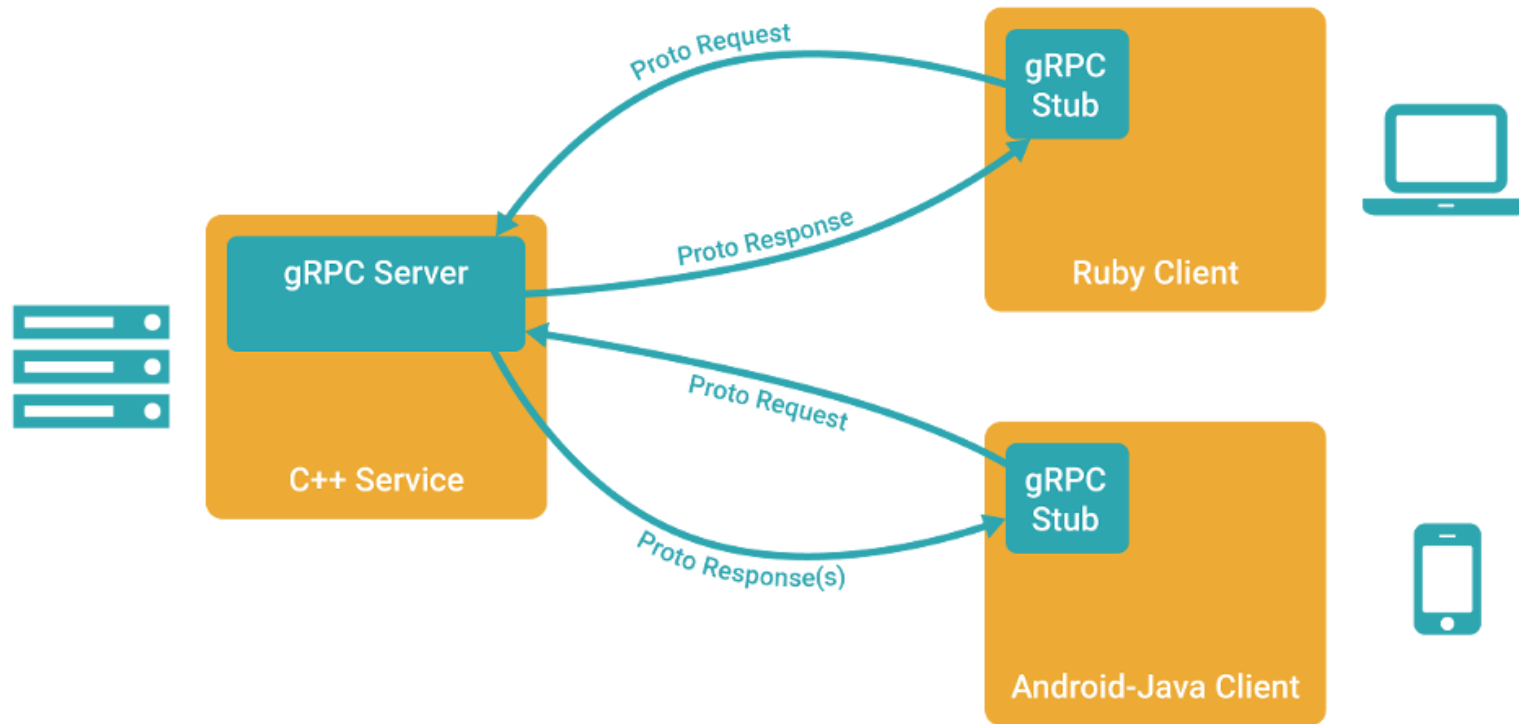 Proto Request
gRPC
Stub
Proto Response
Ruby Client
gRPC Server
C++ Service
Proto Request
gRPC
Stub
Proto Response(s)
Android-Java Client